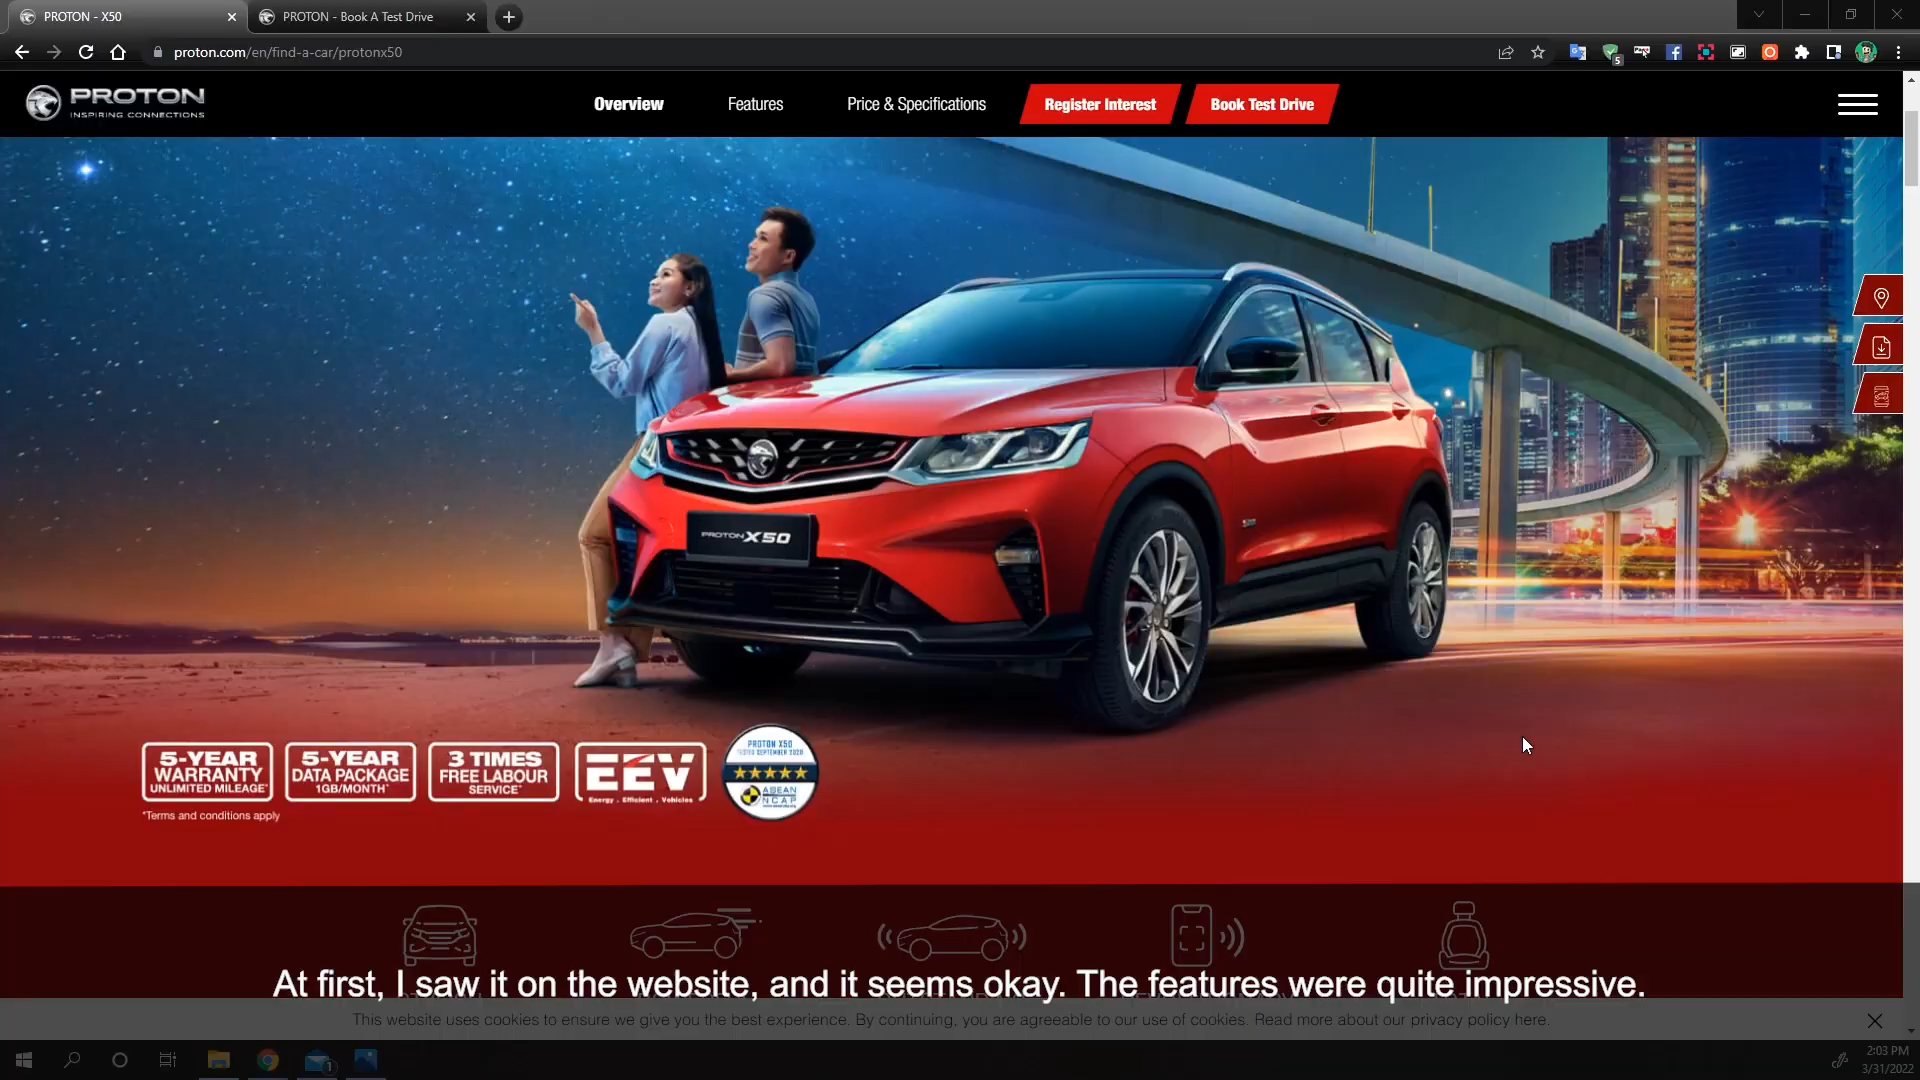 PROTON - X50
PROTON - Book A Test Drive
proton.com/en/find-a-car/protonx50
5
PROTON
INSPIRING CONNECTIONS
Overview
Features
Price & Specifications
Register Interest
Book Test Drive
PROTON X50
5-YEAR
WARRANTY
UNLIMITED MILEAGE*
5-YEAR
DATA PACKAGE
1GB/MONTH*
3 TIMES
FREE LABOUR
SERVICE*
EEV
Energy . Efficient . Vehicles
PROTON X50
TESTED SEPTEMBER 2020
ASEAN
NCAP
*Terms and conditions apply
At first, I saw it on the website, and it seems okay. The features were quite impressive.
This website uses cookies to ensure we give you the best experience. By continuing, you are agreeable to our use of cookies. Read more about our privacy policy here.
1
2:03 PM
3/31/2022